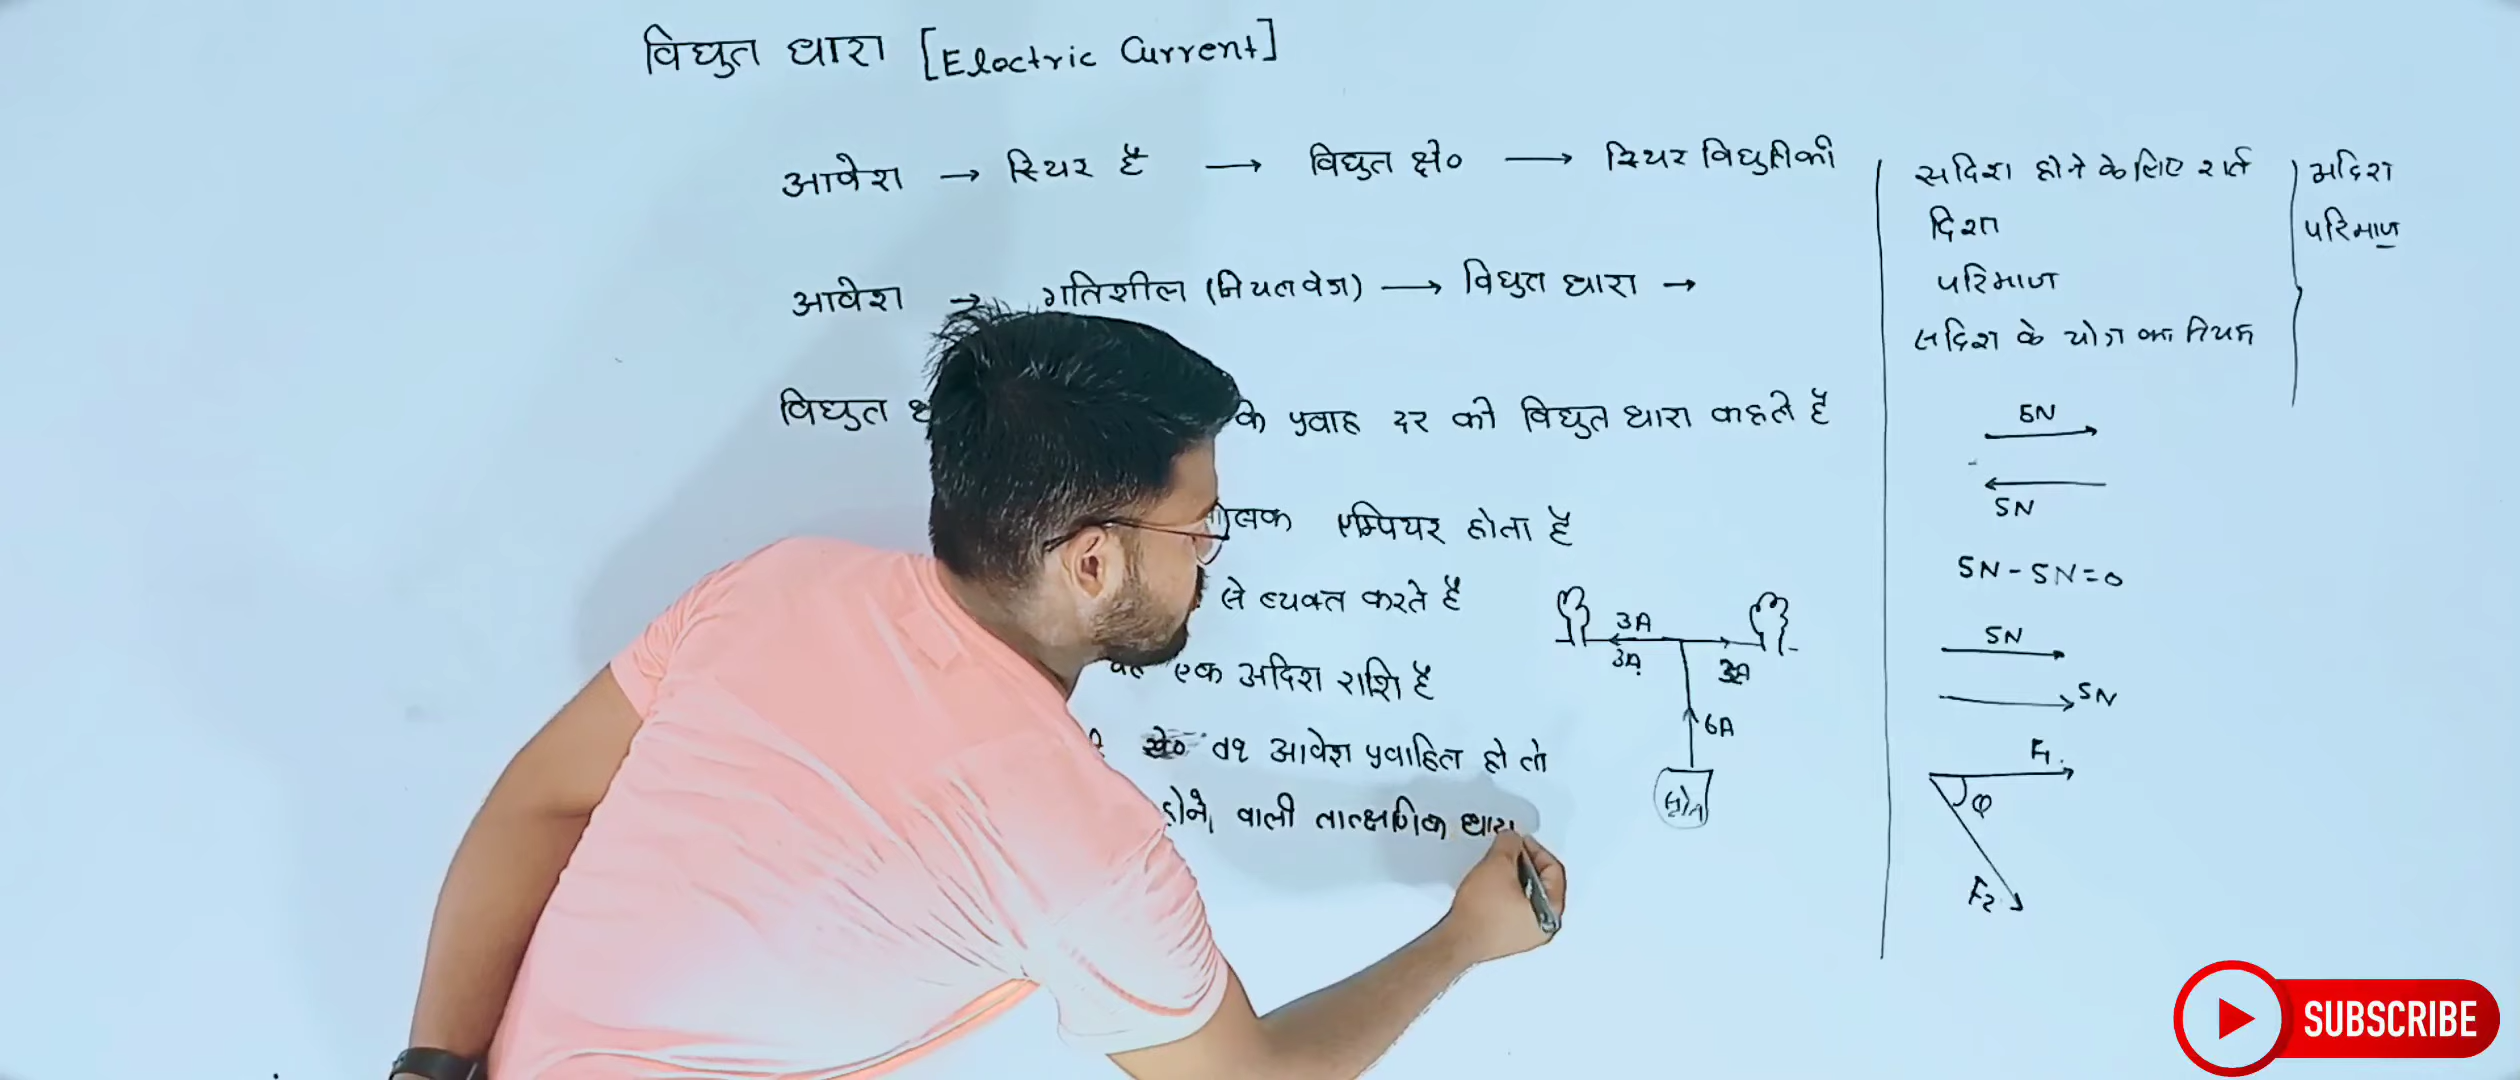 विद्युत धारा [Electric Current]
आवेश → स्थिर है → विद्युत क्षे० → स्थिर विद्युतिकी
आवेश → गतिशील (नियत वेग) → विद्युत धारा →
विद्युत के प्रवाह दर को विद्युत धारा कहते है
एम्पियर होता है
से व्यक्त करते है
एक अदिश राशि है
आवेश प्रवाहित हो तो
होने वाली तात्क्षणिक धारा
3A
3A
3A
6A
स्रोत
सदिश होने के लिए शर्त
दिशा
परिमाण
सदिश के योग का नियम
अदिश
परिमाण
5N
5N
5N - 5N = 0
5N
5N
F₁
φ
F₂
SUBSCRIBE